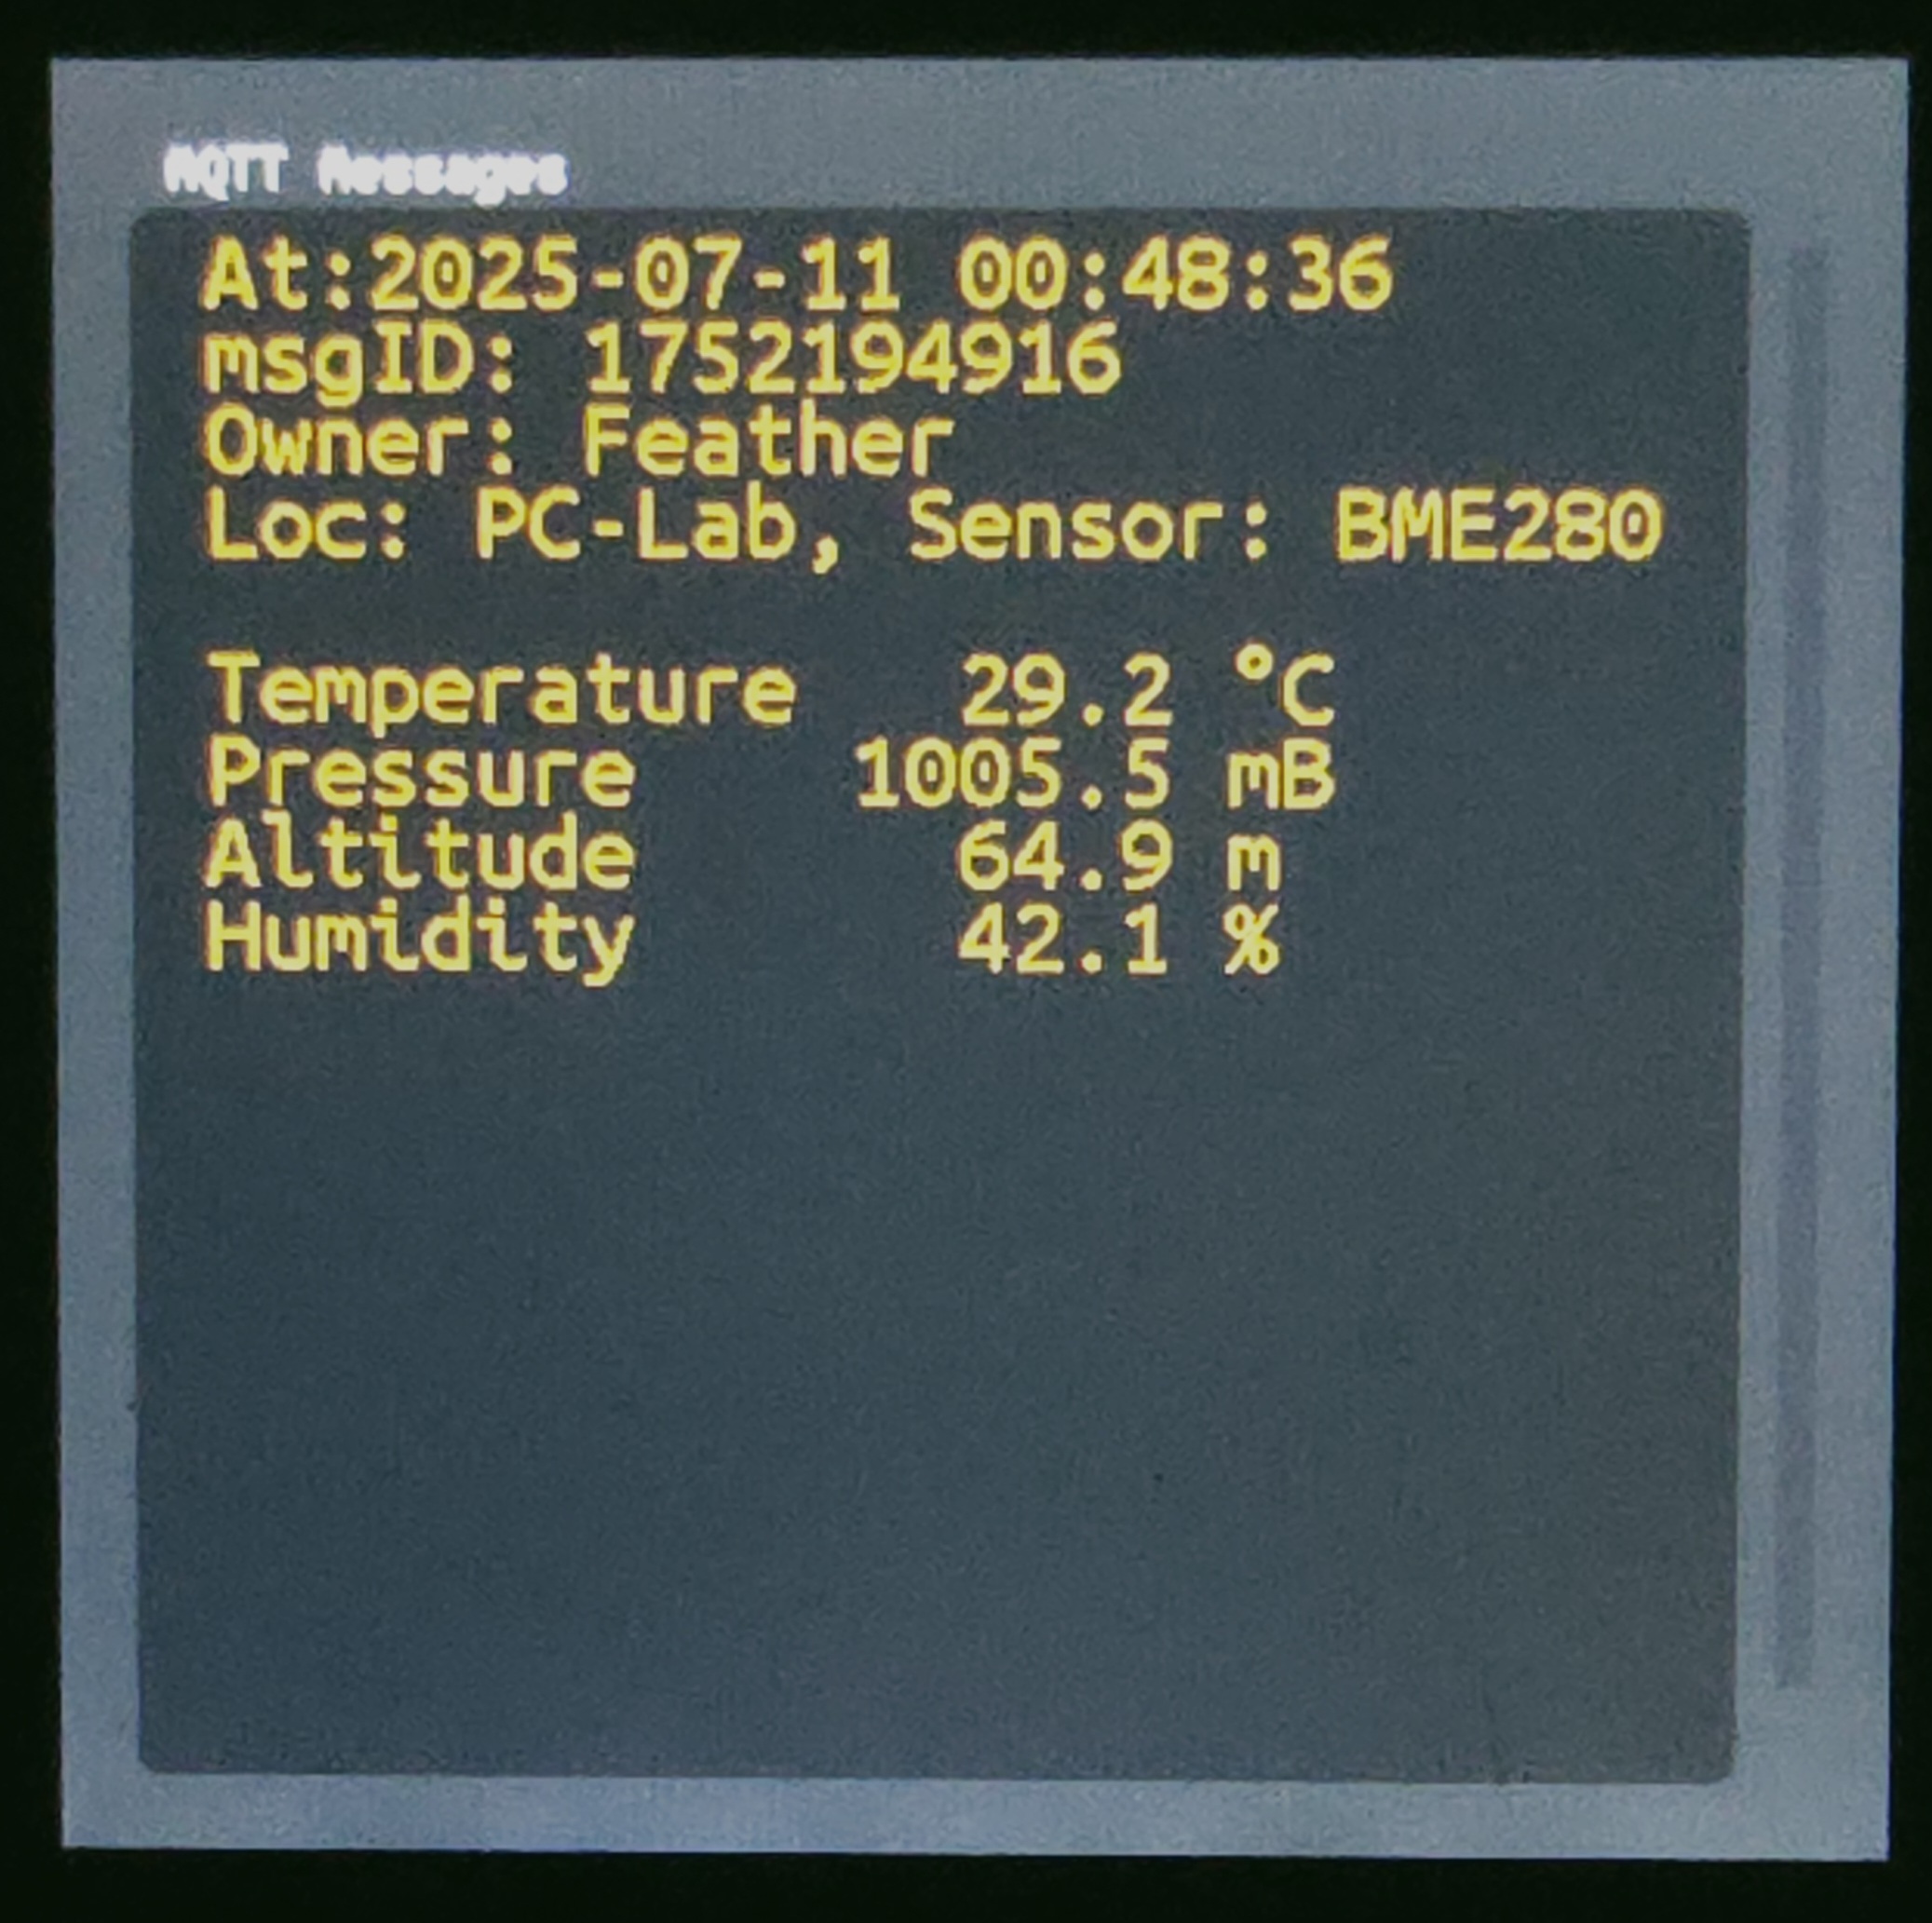 MQTT Messages
At:2025-07-11 00:48:36
msgID: 1752194916
Owner: Feather
Loc: PC-Lab, Sensor: BME280
Temperature 29.2 °C
Pressure 1005.5 mB
Altitude 64.9 m
Humidity 42.1 %